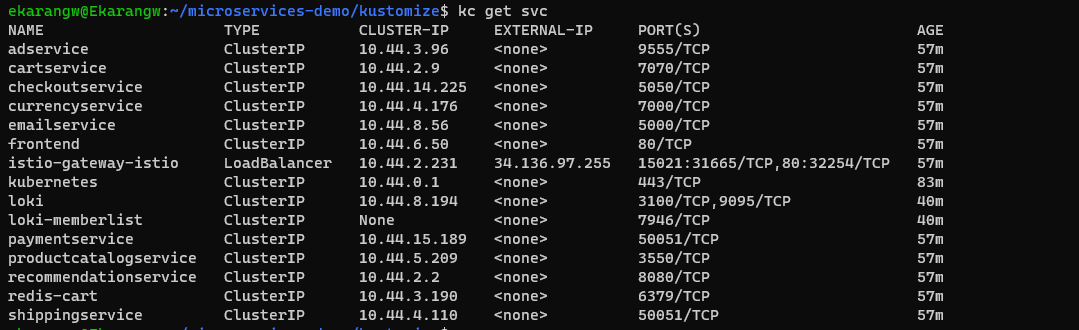 ekarangw@Ekarangw:~/microservices-demo/kustomize$ kc get svc
NAME TYPE CLUSTER-IP EXTERNAL-IP PORT(S) AGE
adservice ClusterIP 10.44.3.96 <none> 9555/TCP 57m
cartservice ClusterIP 10.44.2.9 <none> 7070/TCP 57m
checkoutservice ClusterIP 10.44.14.225 <none> 5050/TCP 57m
currencyservice ClusterIP 10.44.4.176 <none> 7000/TCP 57m
emailservice ClusterIP 10.44.8.56 <none> 5000/TCP 57m
frontend ClusterIP 10.44.6.50 <none> 80/TCP 57m
istio-gateway-istio LoadBalancer 10.44.2.231 34.136.97.255 15021:31665/TCP,80:32254/TCP 57m
kubernetes ClusterIP 10.44.0.1 <none> 443/TCP 83m
loki ClusterIP 10.44.8.194 <none> 3100/TCP,9095/TCP 40m
loki-memberlist ClusterIP None <none> 7946/TCP 40m
paymentservice ClusterIP 10.44.15.189 <none> 50051/TCP 57m
productcatalogservice ClusterIP 10.44.5.209 <none> 3550/TCP 57m
recommendationservice ClusterIP 10.44.2.2 <none> 8080/TCP 57m
redis-cart ClusterIP 10.44.3.190 <none> 6379/TCP 57m
shippingservice ClusterIP 10.44.4.110 <none> 50051/TCP 57m